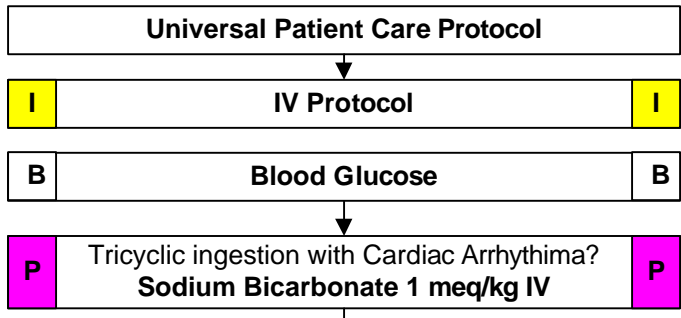 Universal Patient Care Protocol
I IV Protocol I
B Blood Glucose B
P Tricyclic ingestion with Cardiac Arrhythima? P
Sodium Bicarbonate 1 meq/kg IV